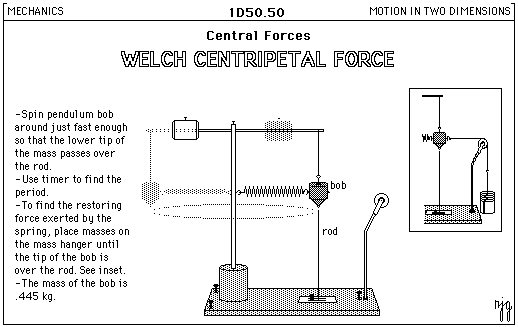 MECHANICS
1D50.50
MOTION IN TWO DIMENSIONS
Central Forces
WELCH CENTRIPETAL FORCE
-Spin pendulum bob
around just fast enough
so that the lower tip of
the mass passes over
the rod.
-Use timer to find the
period.
-To find the restoring
force exerted by the
spring, place masses on
the mass hanger until
the tip of the bob is
over the rod. See inset.
-The mass of the bob is
.445 kg.
bob
rod
njg